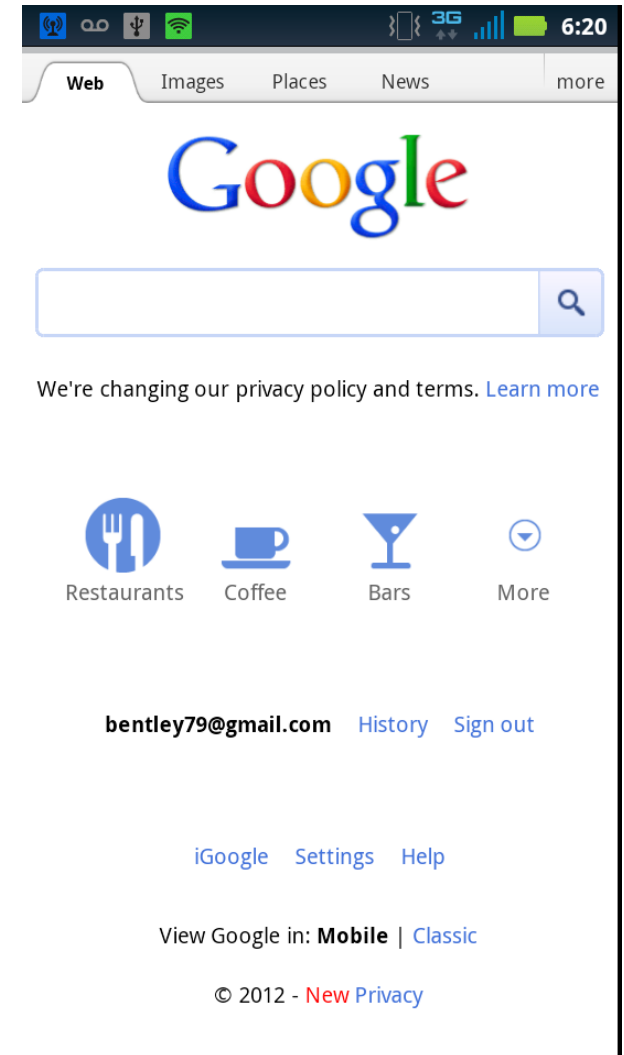 3G 6:20
Web Images Places News more
Google
We're changing our privacy policy and terms. Learn more
Restaurants Coffee Bars More
bentley79@gmail.com History Sign out
iGoogle Settings Help
View Google in: Mobile | Classic
© 2012 - New Privacy